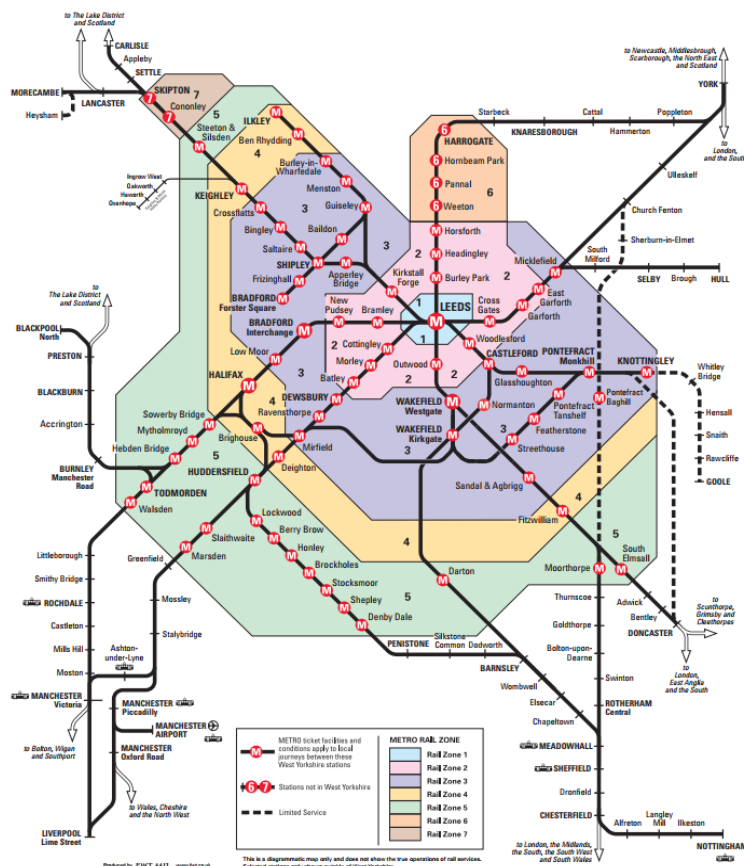 to The Lake District
and Scotland
CARLISLE
Appleby
SETTLE
MORECAMBE
LANCASTER
Heysham
SKIPTON
7
7
Cononley
7
5
Steeton &
Silsden
ILKLEY
M
Ben Rhydding
4
Burley-in-
Wharfedale
Menston
Guiseley
Ingrow West
Oakworth
Haworth
Oxenhope
KEIGHLEY
Crossflatts
Bingley
Saltaire
SHIPLEY
Frizinghall
BRADFORD
Forster Square
3
Baildon
3
Apperley
Bridge
Kirkstall
Forge
to Newcastle, Middlesbrough,
Scarborough, the North East
and Scotland
YORK
to
London,
and the South
Starbeck
Cattal
Poppleton
KNARESBOROUGH
Hammerton
6
HARROGATE
6
Hornbeam Park
6
Pannal
6
Weeton
6
Horsforth
2
Headingley
Burley Park
2
Ulleskelf
Church Fenton
Sherburn-in-Elmet
Micklefield
South
Milford
SELBY
Brough
HULL
East
Garforth
Garforth
Cross
Gates
1
LEEDS
M
1
New
Pudsey
Bramley
BRADFORD
Interchange
2
Cottingley
Morley
Batley
DEWSBURY
Ravensthorpe
Low Moor
3
HALIFAX
4
Sowerby Bridge
Mytholmroyd
Hebden Bridge
Brighouse
Mirfield
Deighton
5
HUDDERSFIELD
to
The Lake District
and Scotland
BLACKPOOL
North
PRESTON
BLACKBURN
Accrington
BURNLEY
Manchester
Road
TODMORDEN
Walsden
Woodlesford
CASTLEFORD
Outwood
2
2
WAKEFIELD
Westgate
WAKEFIELD
Kirkgate
3
3
Normanton
Glasshoughton
PONTEFRACT
Monkhill
KNOTTINGLEY
Pontefract
Tanshelf
Pontefract
Baghill
Featherstone
Streethouse
Whitley
Bridge
Hensall
Snaith
Rawcliffe
GOOLE
Sandal & Agbrigg
Fitzwilliam
4
5
South
Elmsall
Moorthorpe
4
5
Lockwood
Berry Brow
Honley
Brockholes
Stocksmoor
Shepley
Denby Dale
Slaithwaite
Marsden
Greenfield
Mossley
Stalybridge
Ashton-
under-Lyne
Littleborough
Smithy Bridge
ROCHDALE
Castleton
Mills Hill
Moston
MANCHESTER
Victoria
to Bolton, Wigan
and Southport
MANCHESTER
Piccadilly
MANCHESTER
AIRPORT
MANCHESTER
Oxford Road
to Wales, Cheshire
and the North West
LIVERPOOL
Lime Street
Darton
PENISTONE
Silkstone
Common
Dodworth
BARNSLEY
Wombwell
Elsecar
Chapeltown
Thurnscoe
Goldthorpe
Bolton-upon-
Dearne
Swinton
ROTHERHAM
Central
MEADOWHALL
SHEFFIELD
Dronfield
CHESTERFIELD
Adwick
Bentley
DONCASTER
to
Scunthorpe,
Grimsby and
Cleethorpes
to
London,
East Anglia
and the South
Alfreton
Langley
Mill
Ilkeston
NOTTINGHAM
to London, the Midlands,
the South, the South West
and South Wales
M
METRO ticket facilities and
conditions apply to local
journeys between these
West Yorkshire stations
6 7
Stations not in West Yorkshire
Limited Service
METRO RAIL ZONE
Rail Zone 1
Rail Zone 2
Rail Zone 3
Rail Zone 4
Rail Zone 5
Rail Zone 6
Rail Zone 7
This is a diagrammatic map only and does not show the true operations of rail services.
Produced by